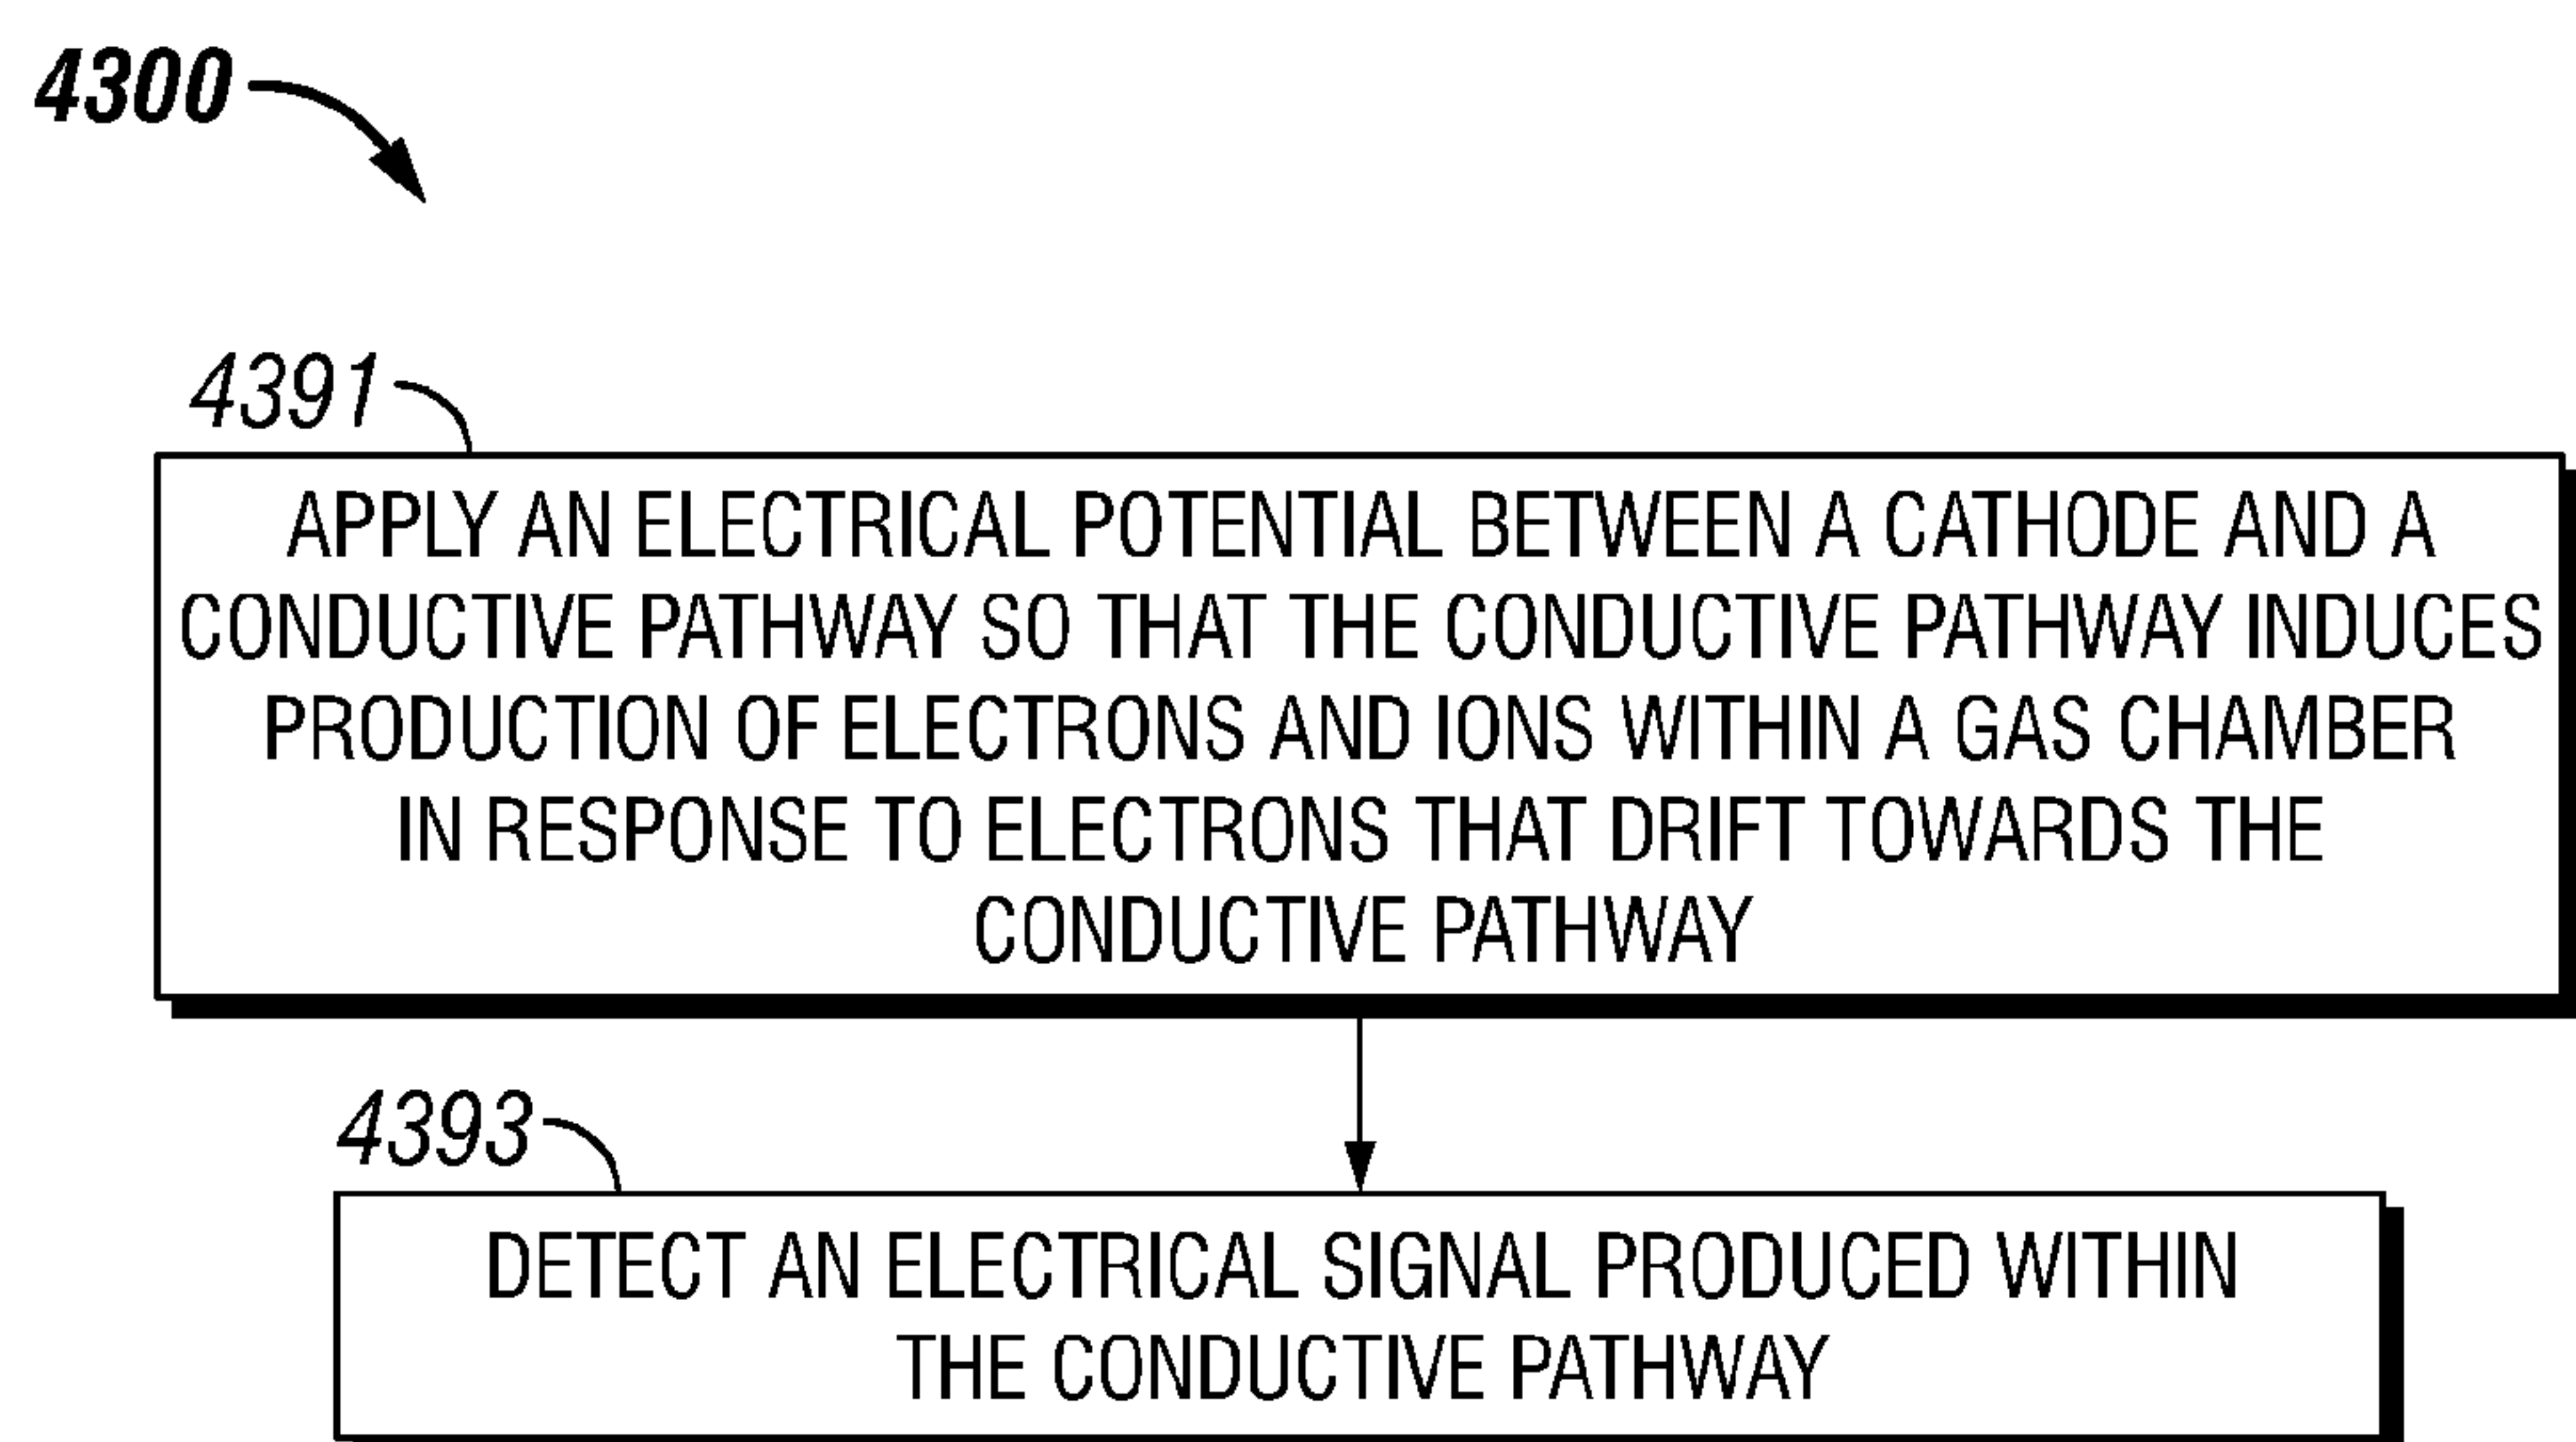 4300
4391
APPLY AN ELECTRICAL POTENTIAL BETWEEN A CATHODE AND A
CONDUCTIVE PATHWAY SO THAT THE CONDUCTIVE PATHWAY INDUCES
PRODUCTION OF ELECTRONS AND IONS WITHIN A GAS CHAMBER
IN RESPONSE TO ELECTRONS THAT DRIFT TOWARDS THE
CONDUCTIVE PATHWAY
4393
DETECT AN ELECTRICAL SIGNAL PRODUCED WITHIN
THE CONDUCTIVE PATHWAY